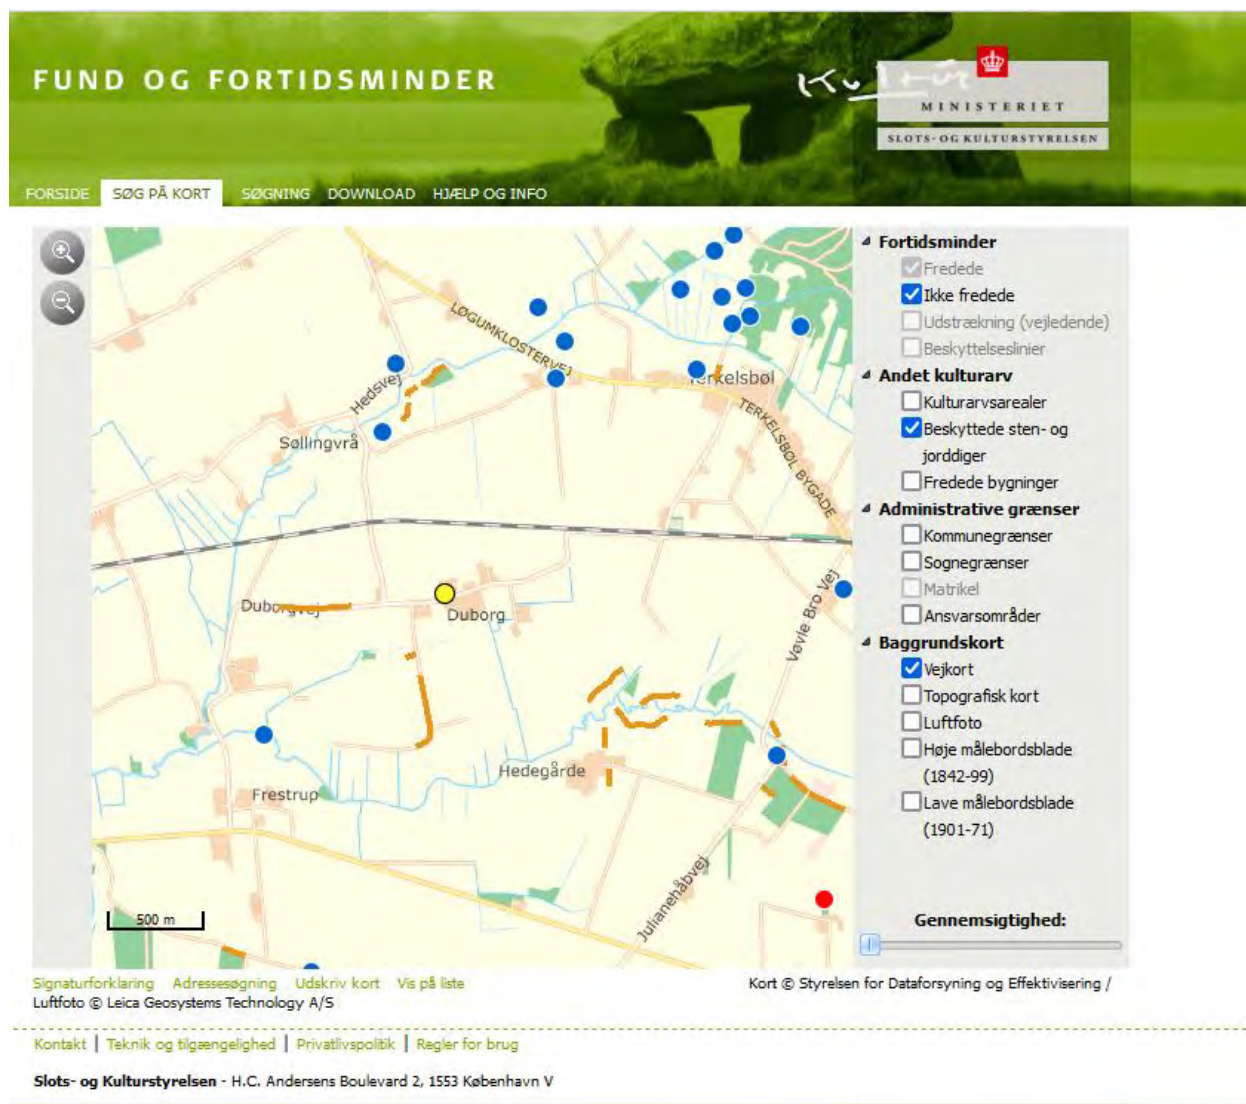 FUND OG FORTIDSMINDER
Kultur
MINISTERIET
SLOTS- OG KULTURSTYRELSEN
FORSIDE SØG PÅ KORT SØGNING DOWNLOAD HJÆLP OG INFO
LØGUMKLOSTERVEJ
Hedsvej
Terkelsbøl
TERKELSBØL BYGADE
Søllingvrå
Duborgvej
Duborg
Vøvle Bro Vej
Hedegårde
Frestrup
Julianehåbvej
500 m
Fortidsminder
Fredede
Ikke fredede
Udstrækning (vejledende)
Beskyttelseslinier
Andet kulturarv
Kulturarvsarealer
Beskyttede sten- og
jorddiger
Fredede bygninger
Administrative grænser
Kommunegrænser
Sognegrænser
Matrikel
Ansvarsområder
Baggrundskort
Vejkort
Topografisk kort
Luftfoto
Høje målebordsblade
(1842-99)
Lave målebordsblade
(1901-71)
Gennemsigtighed:
Signaturforklaring Adressesøgning Udskriv kort Vis på liste
Kort © Styrelsen for Dataforsyning og Effektivisering /
Luftfoto © Leica Geosystems Technology A/S
Kontakt | Teknik og tilgængelighed | Privatlivspolitik | Regler for brug
Slots- og Kulturstyrelsen - H.C. Andersens Boulevard 2, 1553 København V